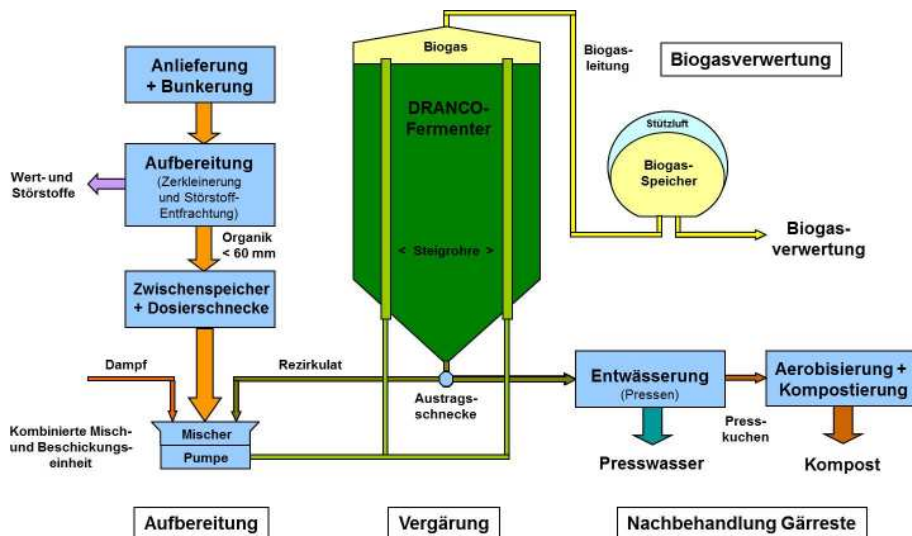 Anlieferung
+ Bunkerung
Wert- und
Störstoffe
Aufbereitung
(Zerkleinerung
und Störstoff-
Entfrachtung)
Organik
< 60 mm
Zwischenspeicher
+ Dosierschnecke
Dampf
Rezirkulat
Kombinierte Misch-
und Beschickungs-
einheit
Mischer
Pumpe
Aufbereitung
Biogas
DRANCO-
Fermenter
< Steigrohre >
Austrags-
schnecke
Vergärung
Biogas-
leitung
Biogasverwertung
Stützluft
Biogas-
Speicher
Biogas-
verwertung
Entwässerung
(Pressen)
Aerobisierung +
Kompostierung
Press-
kuchen
Presswasser
Kompost
Nachbehandlung Gärreste